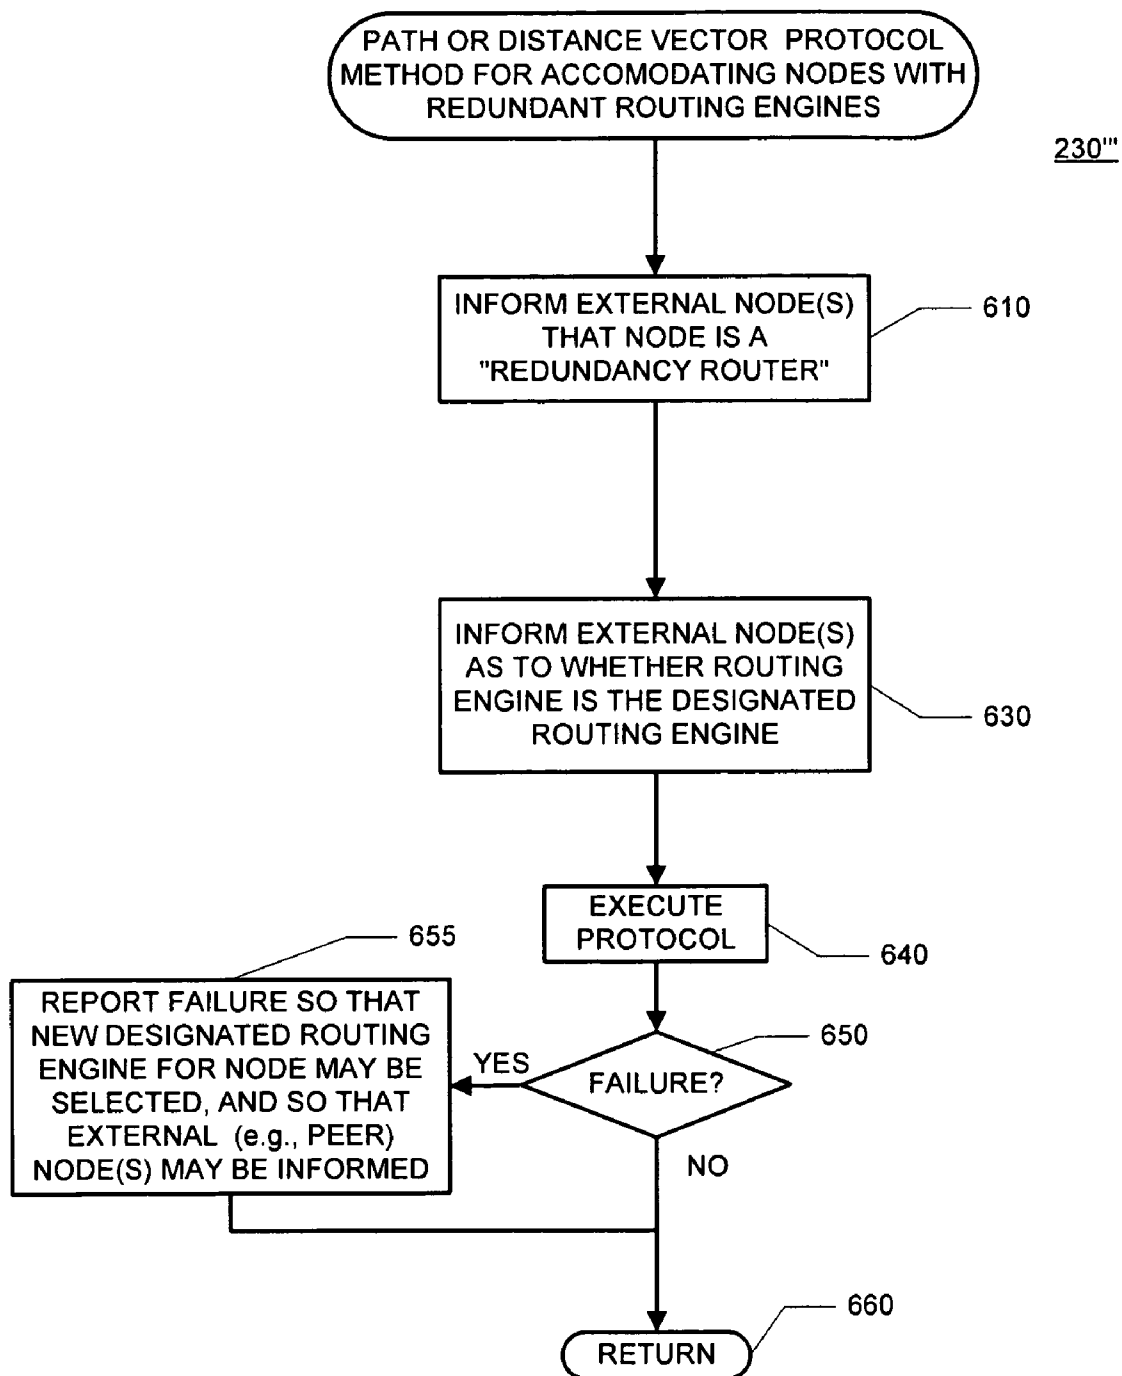 PATH OR DISTANCE VECTOR PROTOCOL
METHOD FOR ACCOMODATING NODES WITH
REDUNDANT ROUTING ENGINES
230'''
INFORM EXTERNAL NODE(S)
THAT NODE IS A
"REDUNDANCY ROUTER"
610
INFORM EXTERNAL NODE(S)
AS TO WHETHER ROUTING
ENGINE IS THE DESIGNATED
ROUTING ENGINE
630
EXECUTE
PROTOCOL
640
655
REPORT FAILURE SO THAT
NEW DESIGNATED ROUTING
ENGINE FOR NODE MAY BE
SELECTED, AND SO THAT
EXTERNAL (e.g., PEER)
NODE(S) MAY BE INFORMED
YES
FAILURE?
650
NO
660
RETURN